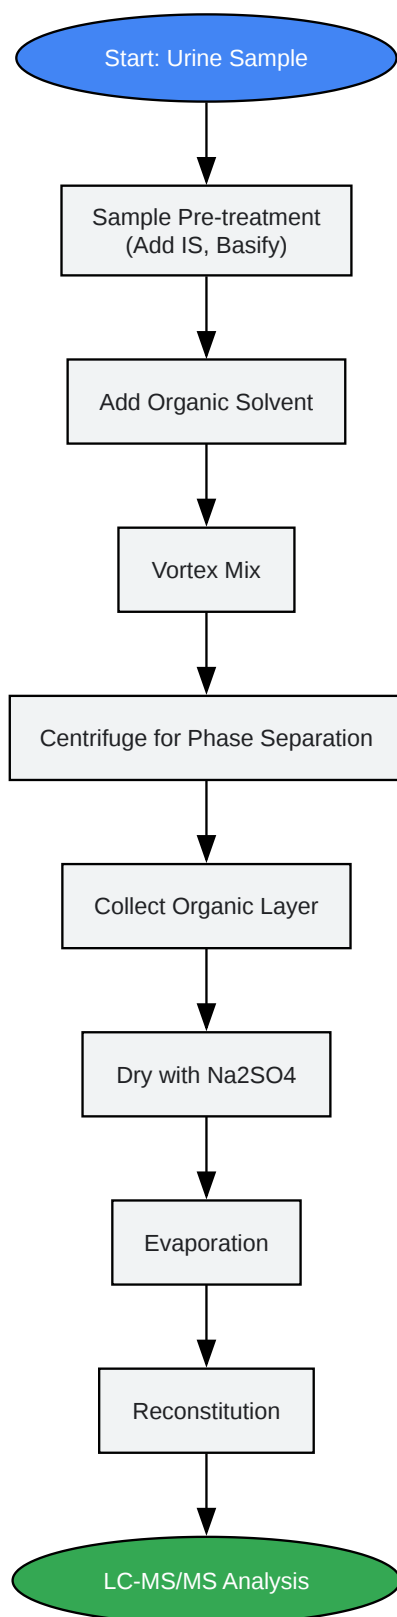 Start: Urine Sample
Sample Pre-treatment
(Add IS, Basify)
Add Organic Solvent
Vortex Mix
Centrifuge for Phase Separation
Collect Organic Layer
Dry with Na2SO4
Evaporation
Reconstitution
LC-MS/MS Analysis